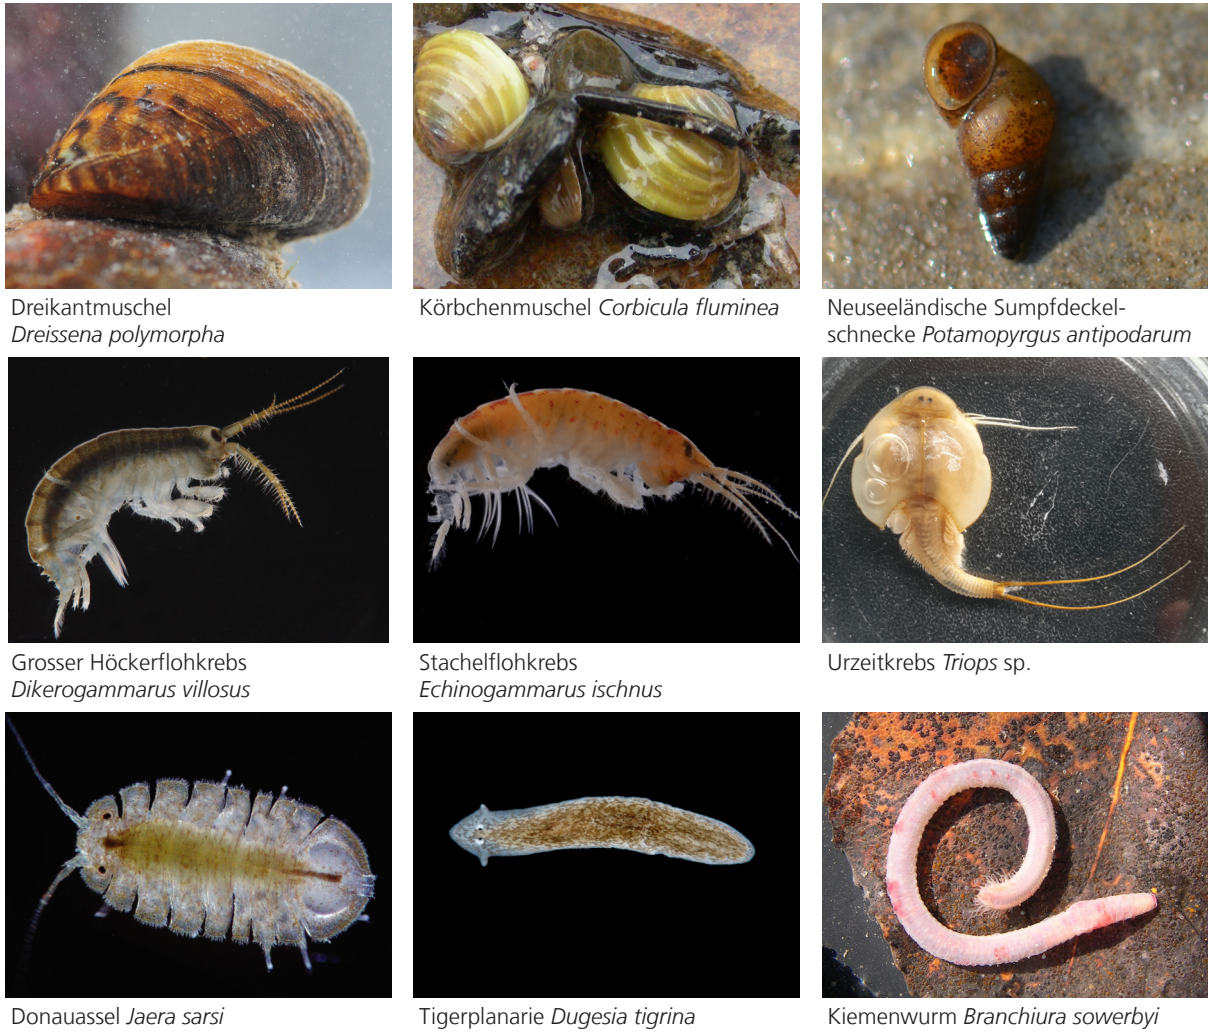 Dreikantmuschel
Dreissena polymorpha
Körbchenmuschel Corbicula fluminea
Neuseeländische Sumpfdeckel-
schnecke Potamopyrgus antipodarum
Grosser Höckerflohkrebs
Dikerogammarus villosus
Stachelflohkrebs
Echinogammarus ischnus
Urzeitkrebs Triops sp.
Donauassel Jaera sarsi
Tigerplanarie Dugesia tigrina
Kiemenwurm Branchiura sowerbyi